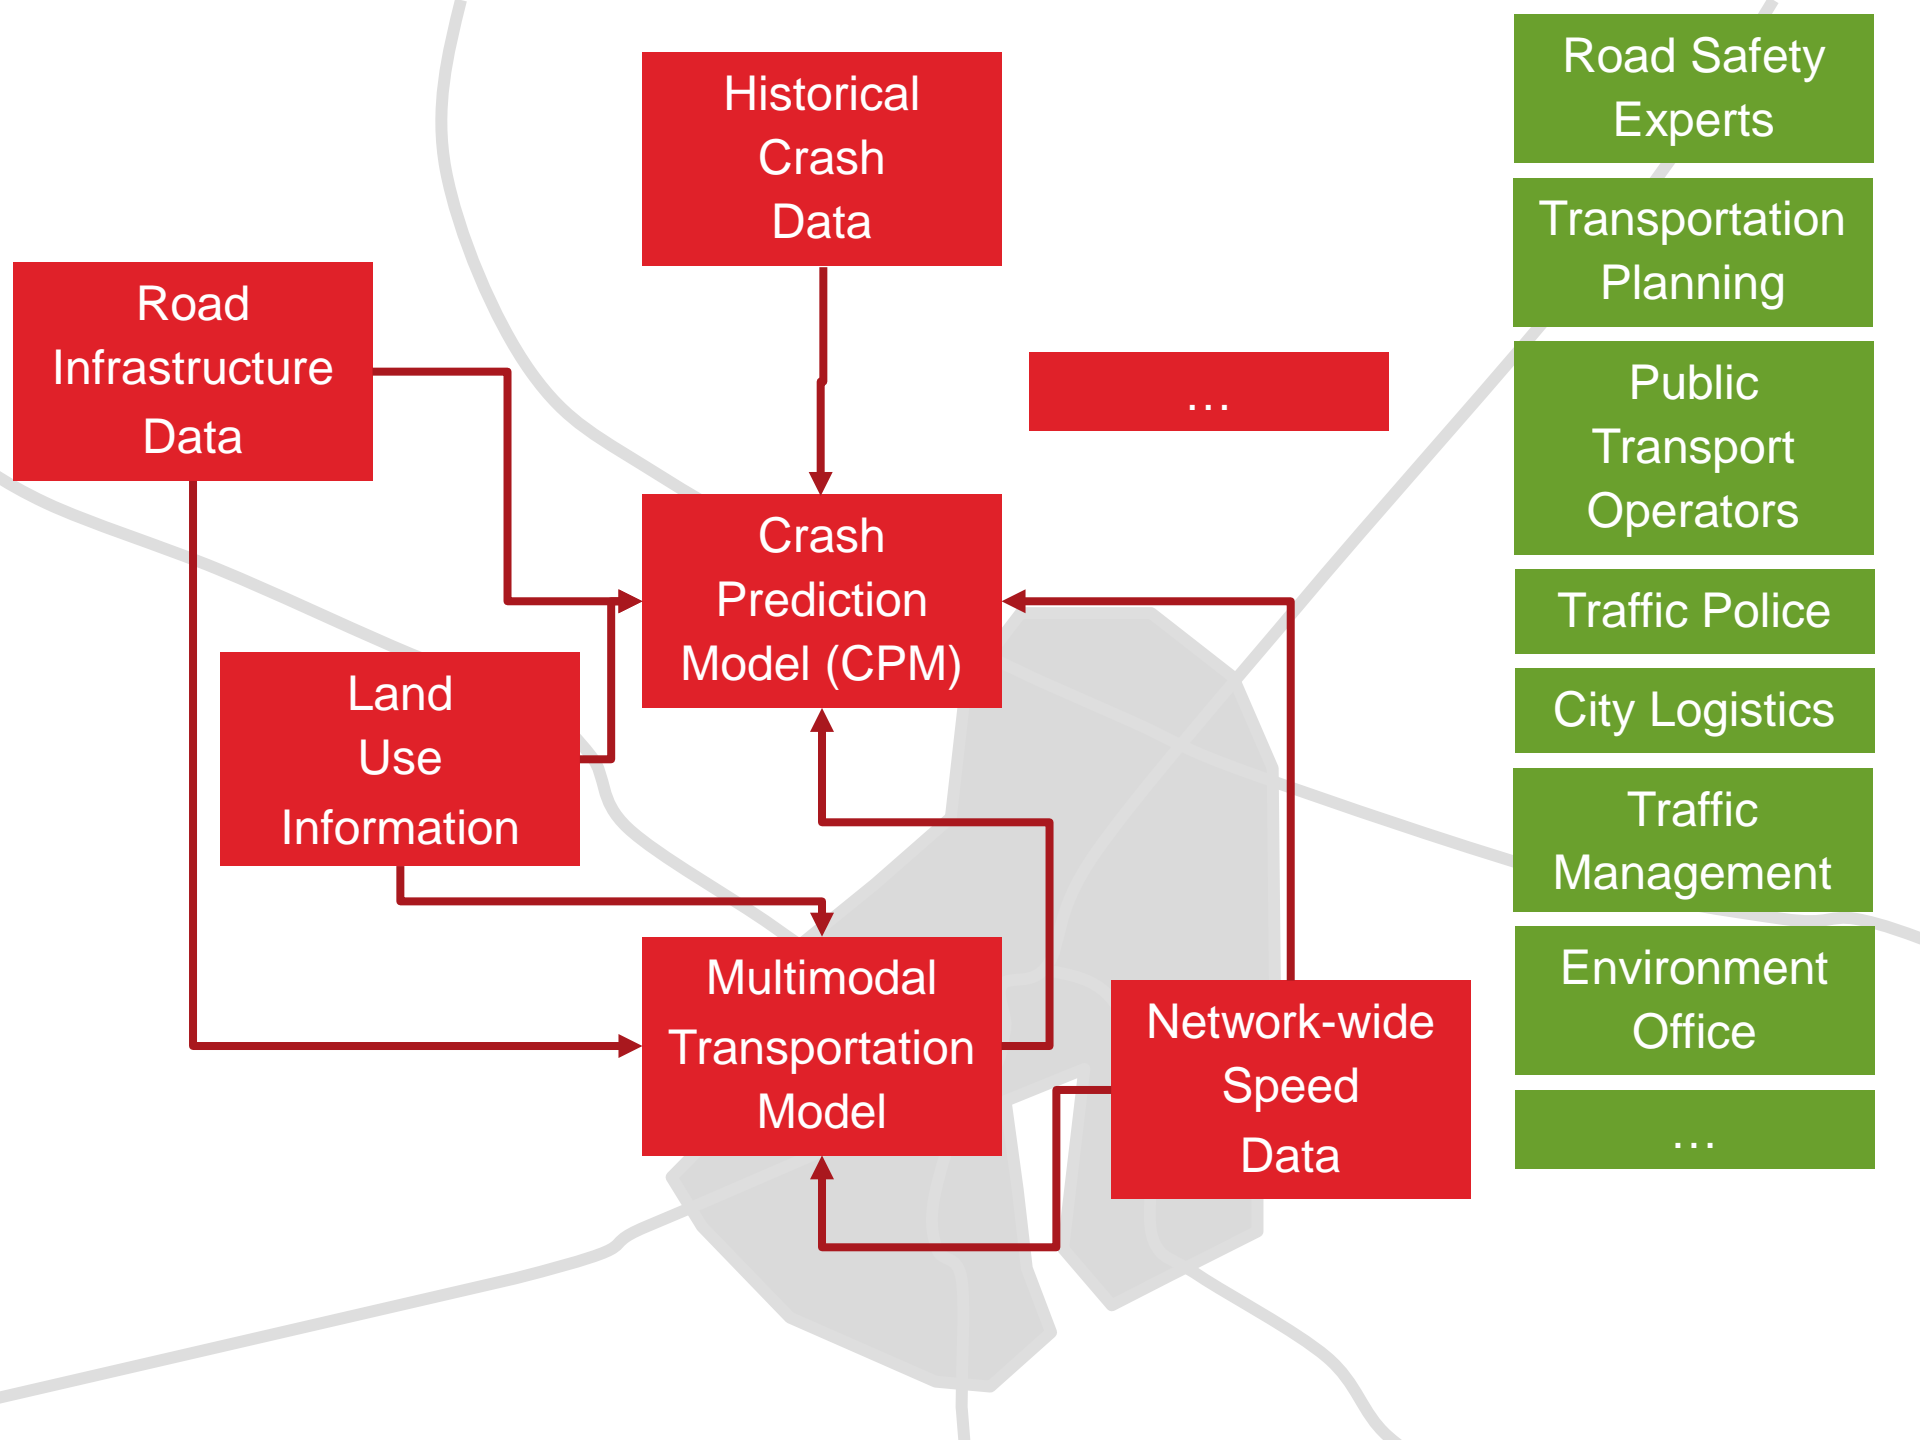 Historical
Crash
Data
Road
Infrastructure
Data
…
Crash
Prediction
Model (CPM)
Land
Use
Information
Multimodal
Transportation
Model
Network-wide
Speed
Data
Road Safety
Experts
Transportation
Planning
Public
Transport
Operators
Traffic Police
City Logistics
Traffic
Management
Environment
Office
…